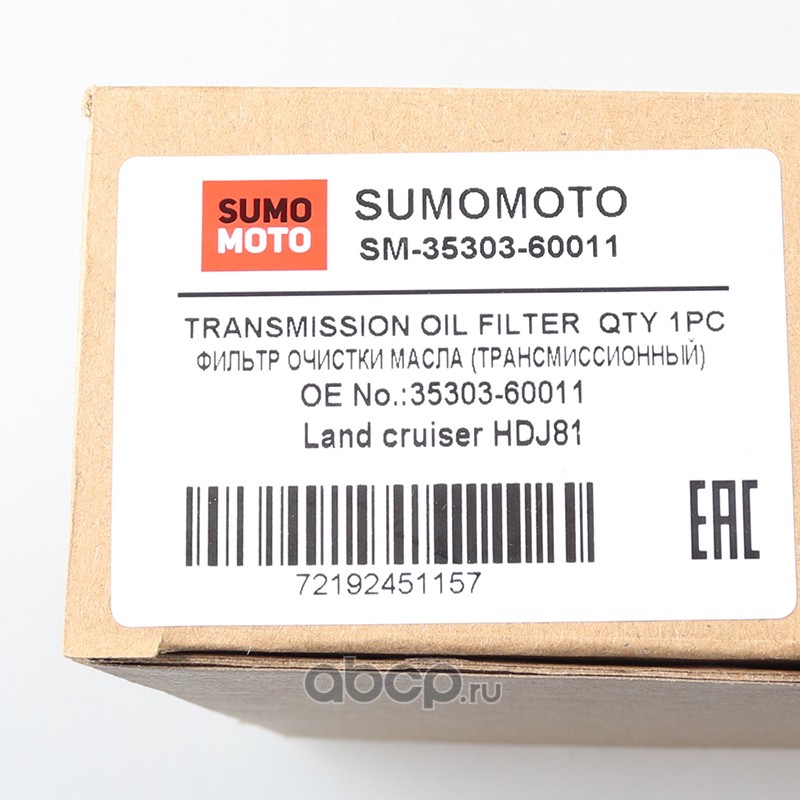 SUMO
MOTO
SUMOMOTO
SM-35303-60011
TRANSMISSION OIL FILTER QTY 1PC
ФИЛЬТР ОЧИСТКИ МАСЛА (ТРАНСМИССИОННЫЙ)
OE No.:35303-60011
Land cruiser HDJ81
72192451157
EAC
abcp.ru